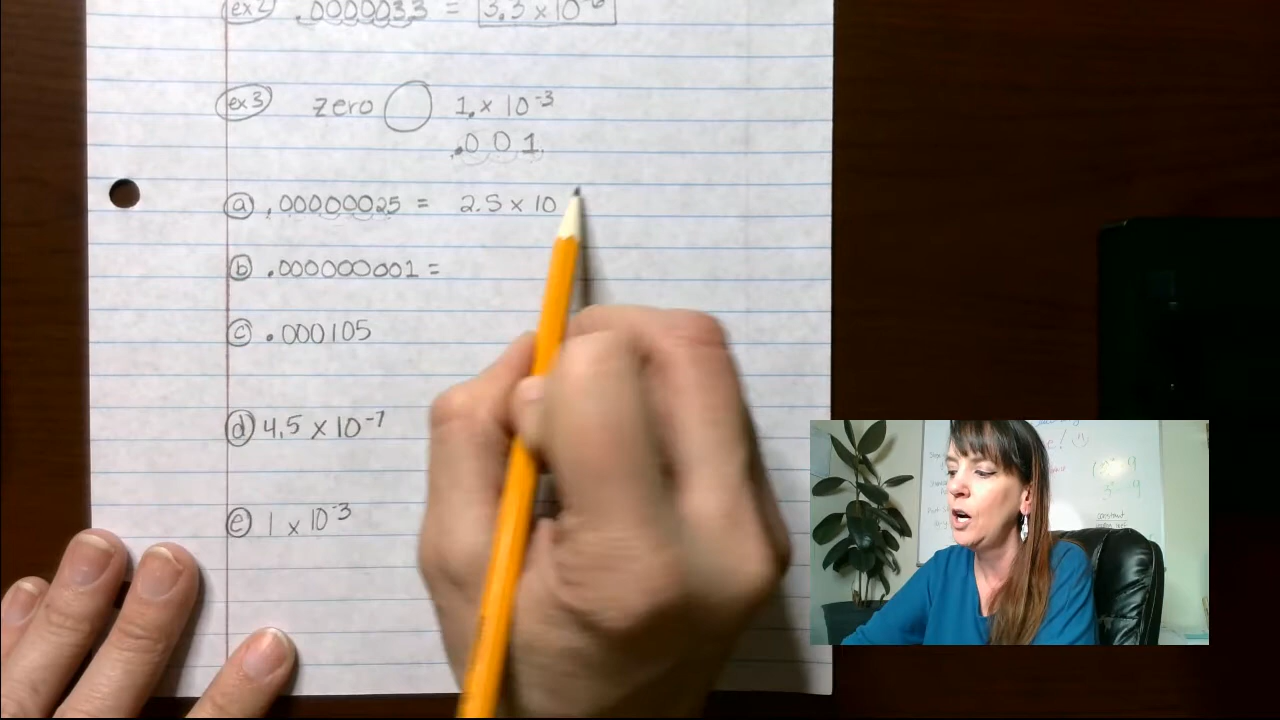 ex2 .0000033 = 3.3 x 10⁻⁶
ex3 zero 1. x 10⁻³
.001.
a .00000025 = 2.5 x 10
b .000000001 =
c .000105
d 4.5 x 10⁻⁷
e 1 x 10⁻³